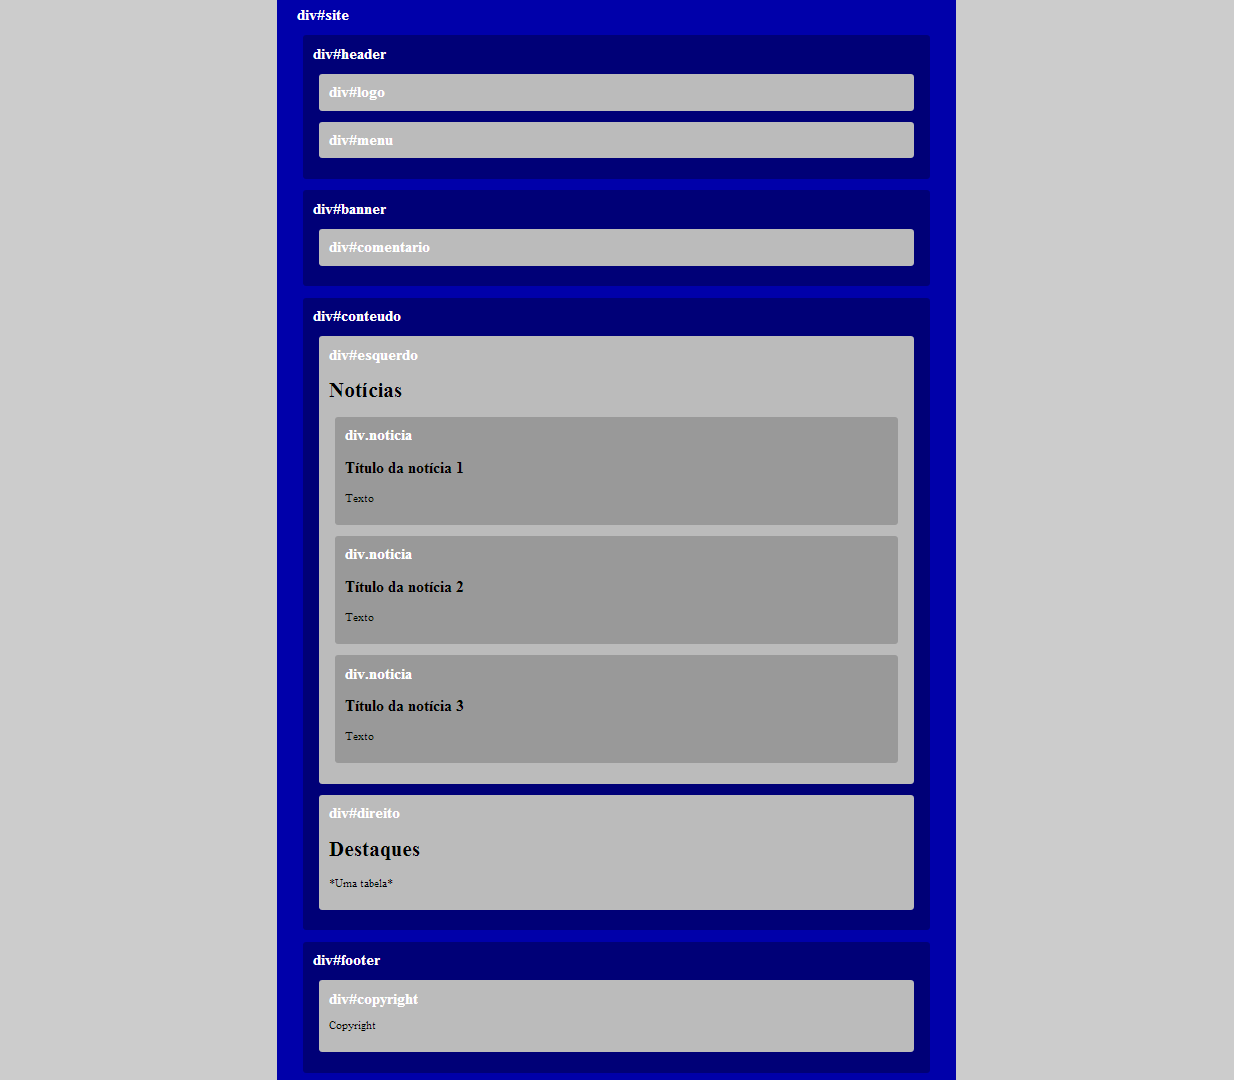 div#site
div#header
div#logo
div#menu
div#banner
div#comentario
div#conteudo
div#esquerdo
Notícias
div.noticia
Título da notícia 1
Texto
div.noticia
Título da notícia 2
Texto
div.noticia
Título da notícia 3
Texto
div#direito
Destaques
*Uma tabela*
div#footer
div#copyright
Copyright